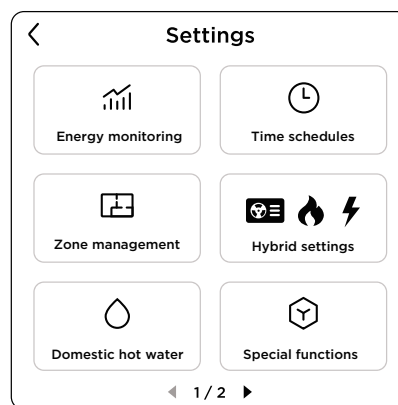 Settings
Energy monitoring
Time schedules
Zone management
Hybrid settings
Domestic hot water
Special functions
1 / 2